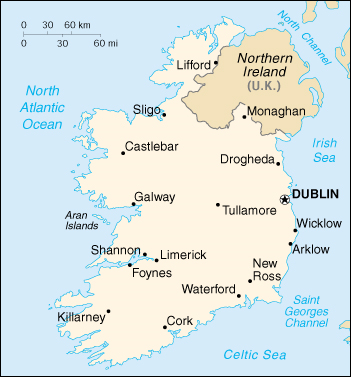 0 30 60 km
0 30 60 mi
North Channel
Lifford
Northern
Ireland
(U.K.)
North
Atlantic
Ocean
Sligo
Monaghan
Irish
Sea
Castlebar
Drogheda
DUBLIN
Galway
Tullamore
Aran
Islands
Wicklow
Arklow
Shannon
Limerick
Foynes
New
Ross
Waterford
Saint
Georges
Channel
Killarney
Cork
Celtic Sea